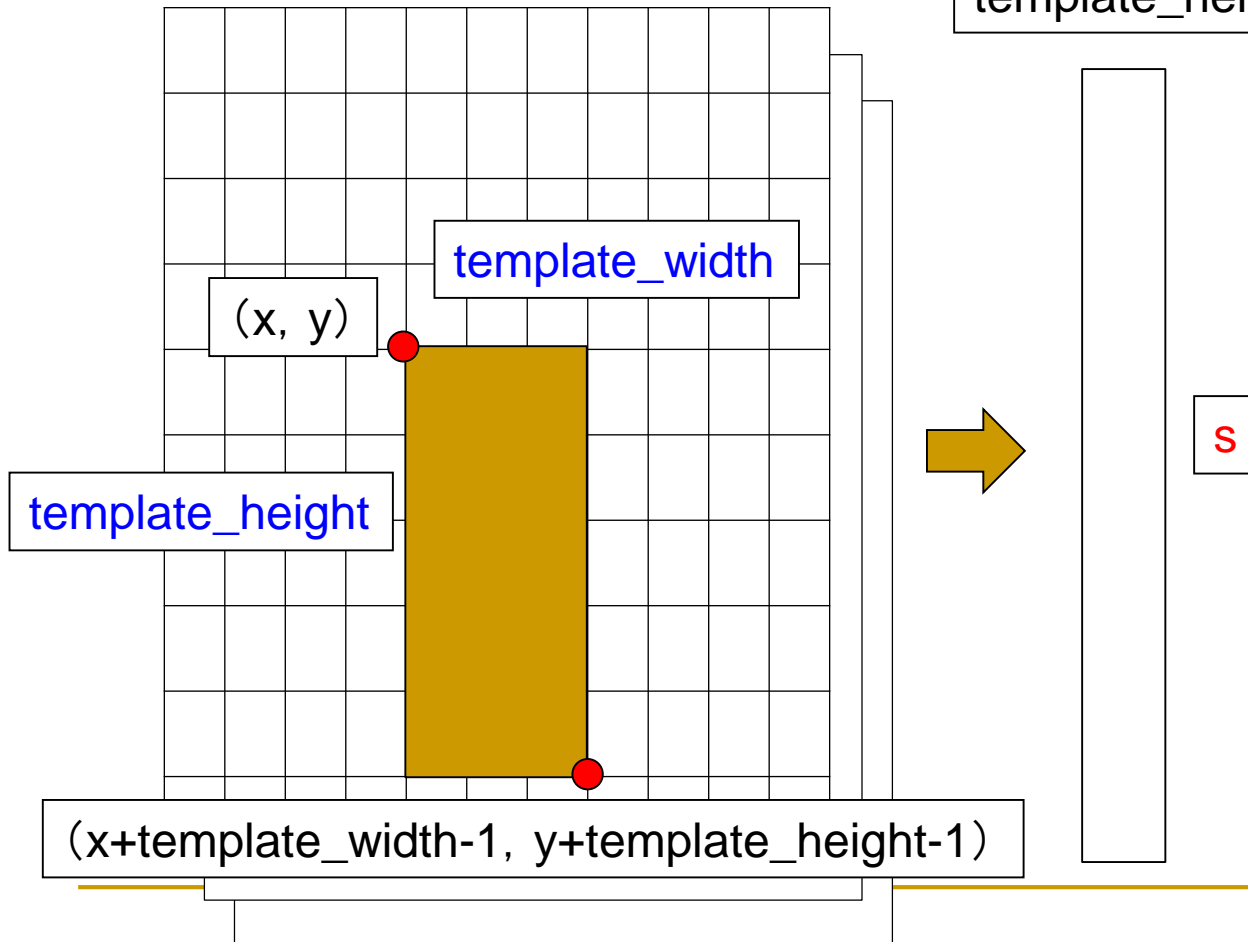 template_width
（x, y）
template_height
s
（x+template_width-1, y+template_height-1）